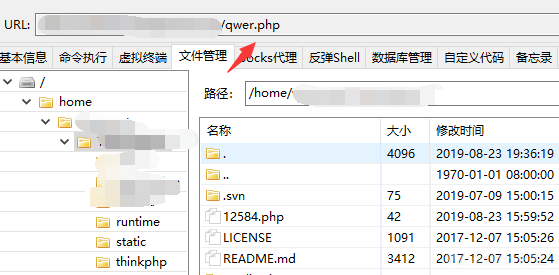 URL: /qwer.php
基本信息 命令执行 虚拟终端 文件管理 Socks代理 反弹Shell 数据库管理 自定义代码 备忘录
/
home
runtime
static
thinkphp
路径: /home/
名称 大小 修改时间
. 4096 2019-08-23 19:36:19
.. 1970-01-01 08:00:00
.svn 75 2019-07-09 15:00:15
12584.php 42 2019-08-23 15:59:52
LICENSE 1091 2017-12-07 15:05:26
README.md 3412 2017-12-07 15:05:26